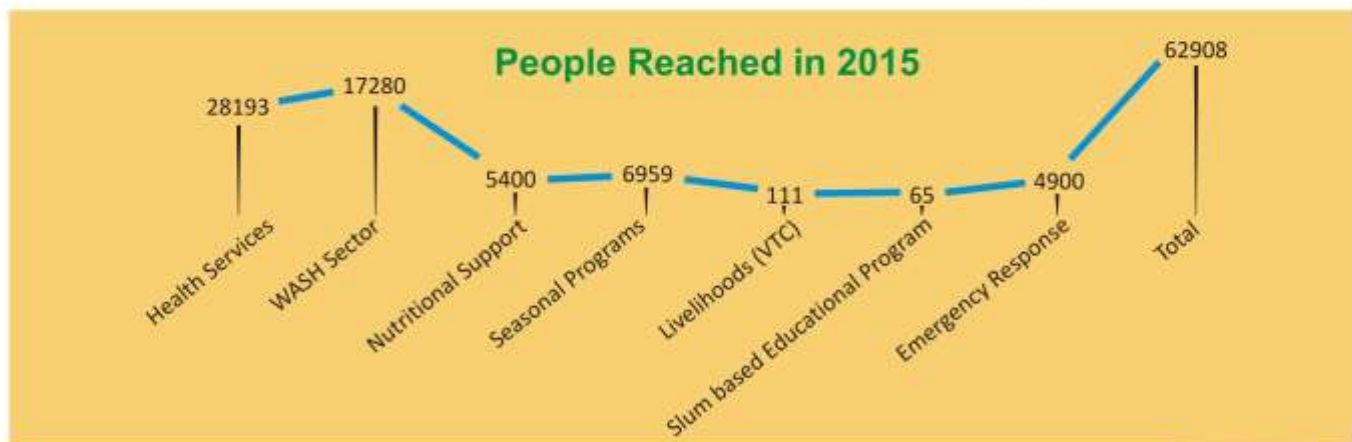 People Reached in 2015
28193
17280
5400
6959
111
65
4900
62908
Health Services
WASH Sector
Nutritional Support
Seasonal Programs
Livelihoods (VTC)
Slum based Educational Program
Emergency Response
Total